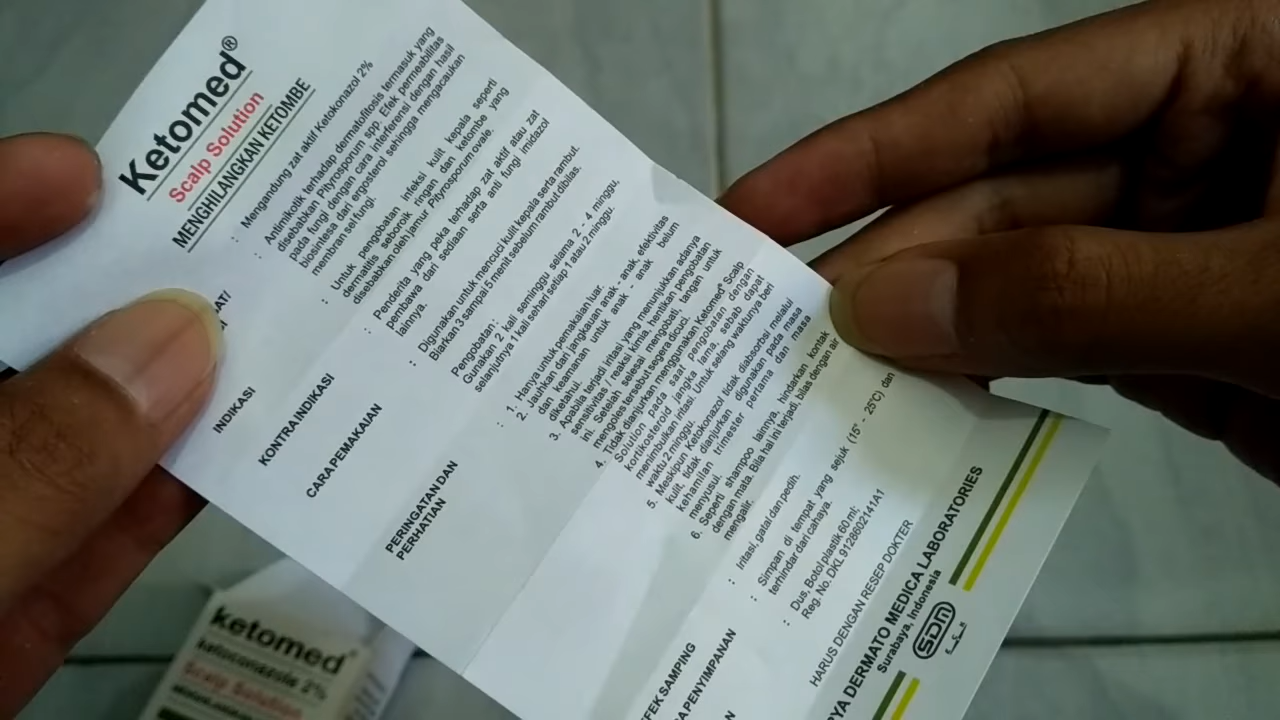 Ketomed®
Scalp Solution
MENGHILANGKAN KETOMBE
: Mengandung zat aktif Ketokonazol 2%
Antimikotik terhadap dermatofitosis termasuk yang
disebabkan Pityrosporum spp. Efek permeabilitas
pada fungi dengan cara interferensi dengan hasil
biosintasa dari ergosterol sehingga mengacaukan
membran sel fungi.
INDIKASI : Untuk pengobatan infeksi kulit kepala seperti
dermatitis seboroik ringan dan ketombe yang
disebabkan oleh jamur Pityrosporum ovale.
KONTRA INDIKASI : Penderita yang peka terhadap zat aktif atau zat
pembawa dari sediaan serta anti fungi imidazol
lainnya.
CARA PEMAKAIAN : Digunakan untuk mencuci kulit kepala serta rambut.
Biarkan 3 sampai 5 menit sebelum rambut dibilas.
Pengobatan:
Gunakan 2 kali seminggu selama 2 - 4 minggu,
selanjutnya 1 kali sehari setiap 1 atau 2 minggu.
PERINGATAN DAN
PERHATIAN
: 1. Hanya untuk pemakaian luar.
2. Jauhkan dari jangkauan anak - anak, efektivitas
dan keamanan untuk anak - anak belum
diketahui.
3. Apabila terjadi iritasi yang menunjukkan adanya
sensitivitas / reaksi kimia, hentikan pengobatan
ini. Setelah selesai mengobati, tangan untuk
mengoles tersebut segera dicuci.
4. Tidak dianjurkan menggunakan Ketomed® Scalp
Solution pada saat pengobatan dengan
kortikosteroid jangka lama, sebab dapat
menimbulkan iritasi. Untuk selang waktunya beri
waktu 2 minggu.
5. Meskipun Ketokonazol tidak diabsorbsi melalui
kulit, tidak dianjurkan digunakan pada masa
kehamilan trimester pertama dan masa
menyusui.
6. Seperti shampoo lainnya, hindarkan kontak
dengan mata. Bila hal ini terjadi, bilas dengan air
mengalir.
EFEK SAMPING : Iritasi, gatal dan pedih.
PENYIMPANAN : Simpan di tempat yang sejuk (15° - 25°C) dan
terhindar dari cahaya.
: Dus, Botol plastik 60 ml;
Reg. No. DKL9128602141A1
HARUS DENGAN RESEP DOKTER
DERMATO MEDICA LABORATORIES
Surabaya, Indonesia
SDM
ketomed®
ketoconazole 2%
Scalp Solution